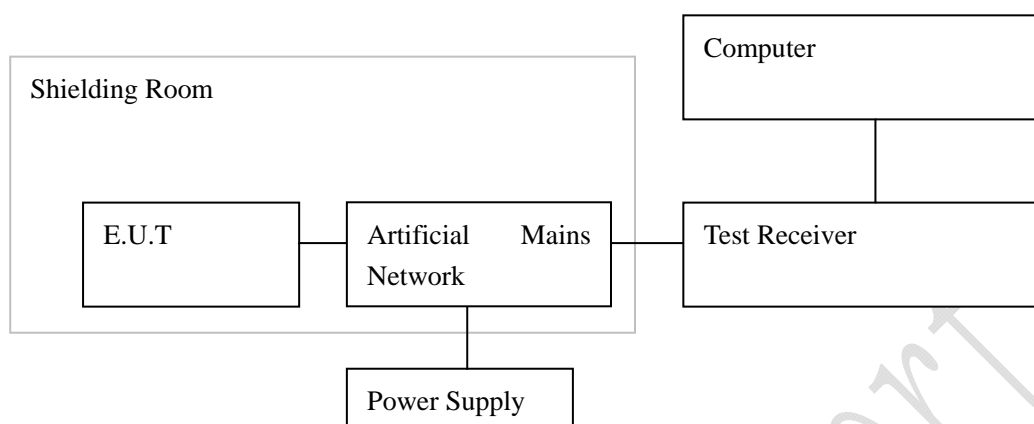 Computer
Shielding Room
E.U.T
Artificial Mains
Network
Test Receiver
Power Supply